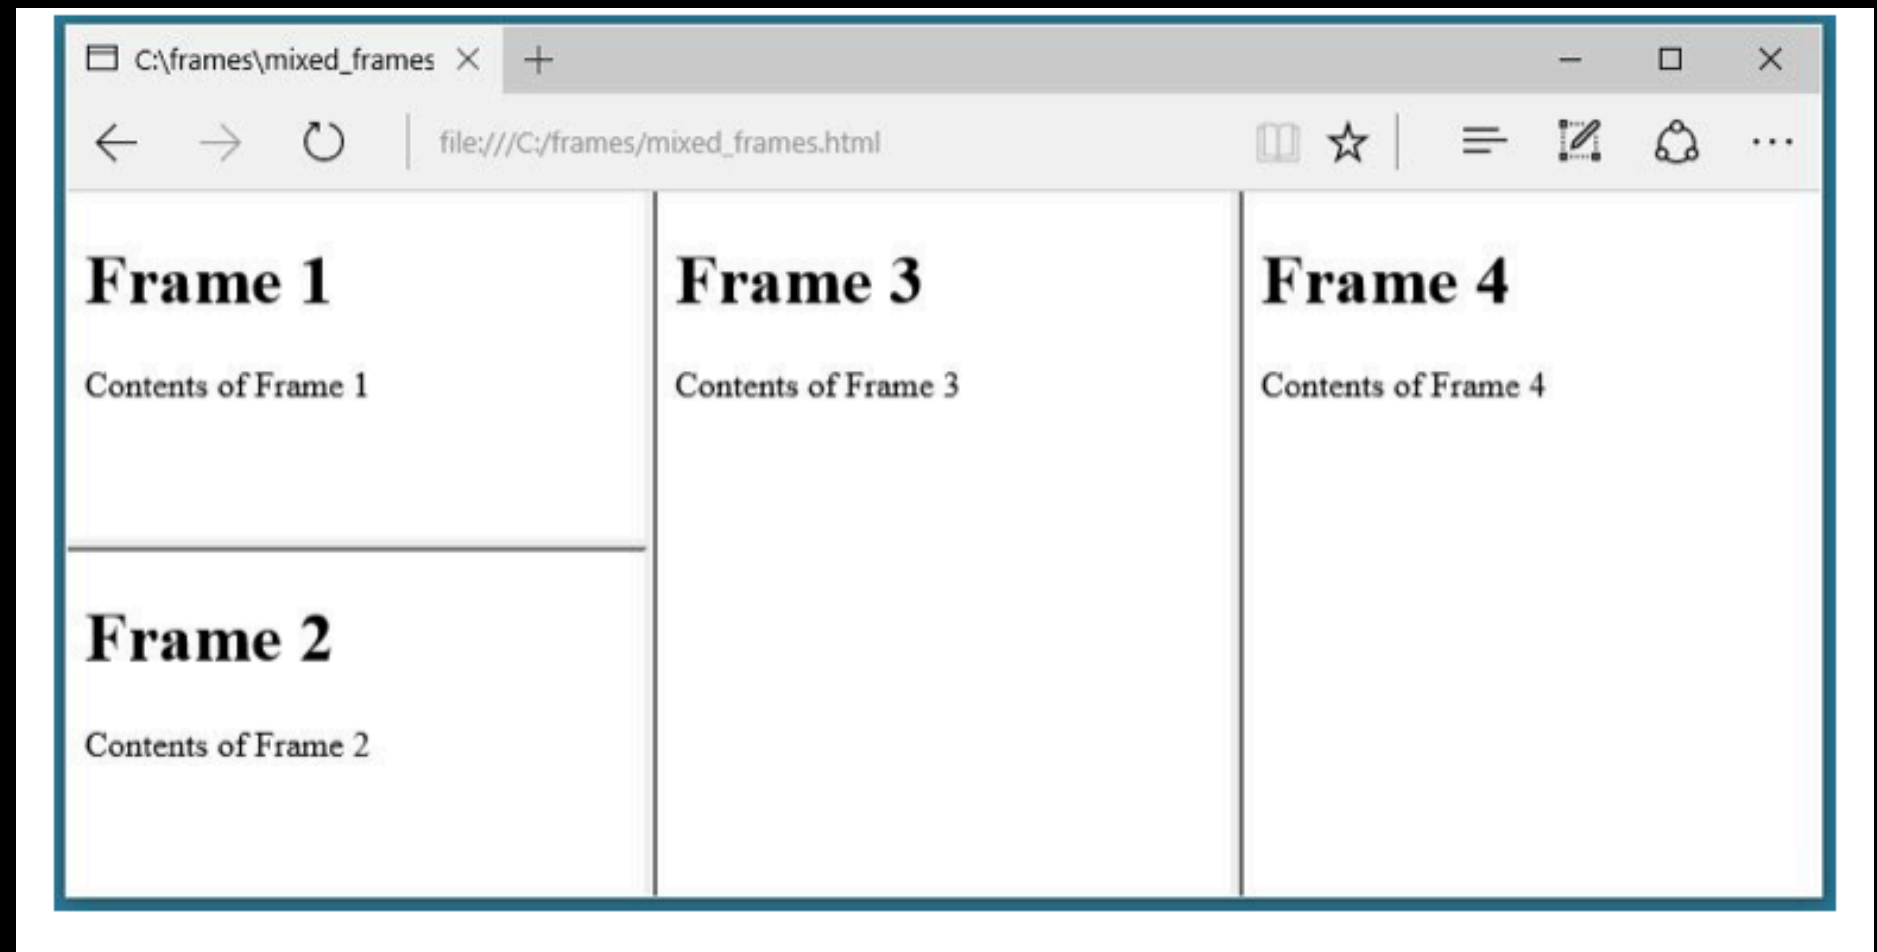 C:\frames\mixed_frames
file:///C:/frames/mixed_frames.html
Frame 1
Contents of Frame 1
Frame 2
Contents of Frame 2
Frame 3
Contents of Frame 3
Frame 4
Contents of Frame 4